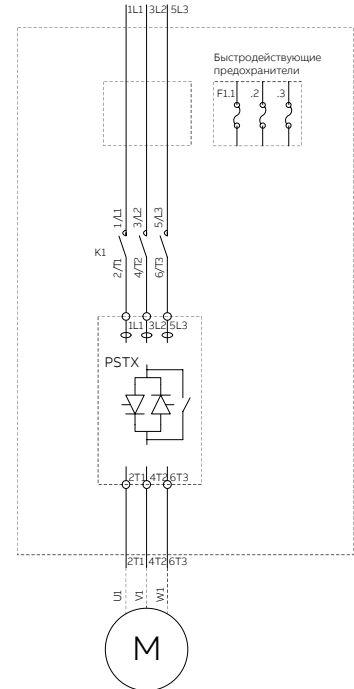 1L1 3L2 5L3
Быстродействующие
предохранители
F1.1 .2 .3
1/L1 3/L2 5/L3
K1
2/T1 4/T2 6/T3
1L1 3L2 5L3
PSTX
2T1 4T2 6T3
2T1 4T2 6T3
U1 V1 W1
M